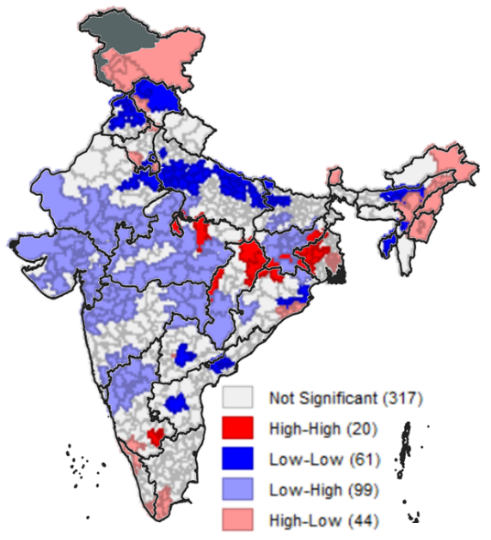 Not Significant (317)
High-High (20)
Low-Low (61)
Low-High (99)
High-Low (44)